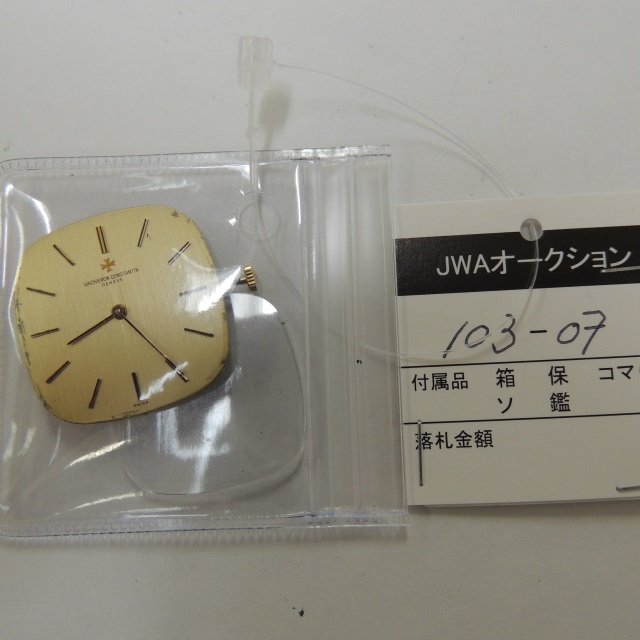 VACHERON CONSTANTIN
GENEVE
JWAオークション
103-07
付属品 箱 保 コマ
ソ 鑑
落札金額